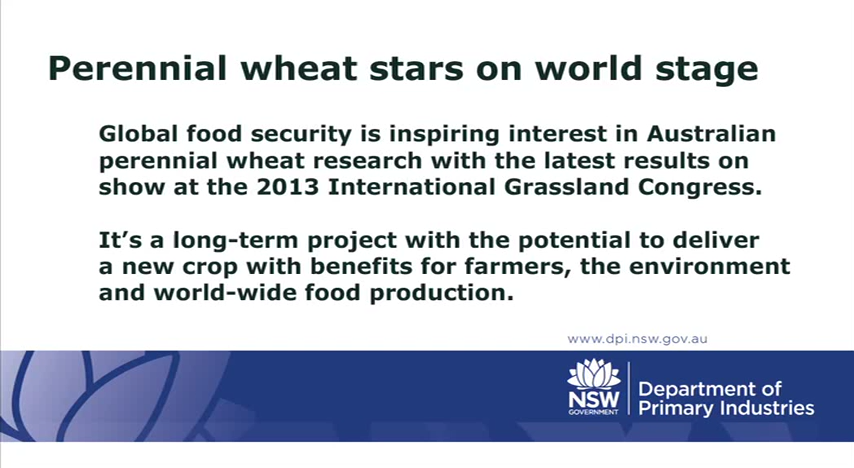 Perennial wheat stars on world stage
Global food security is inspiring interest in Australian
perennial wheat research with the latest results on
show at the 2013 International Grassland Congress.
It’s a long-term project with the potential to deliver
a new crop with benefits for farmers, the environment
and world-wide food production.
www.dpi.nsw.gov.au
NSW
GOVERNMENT
Department of
Primary Industries